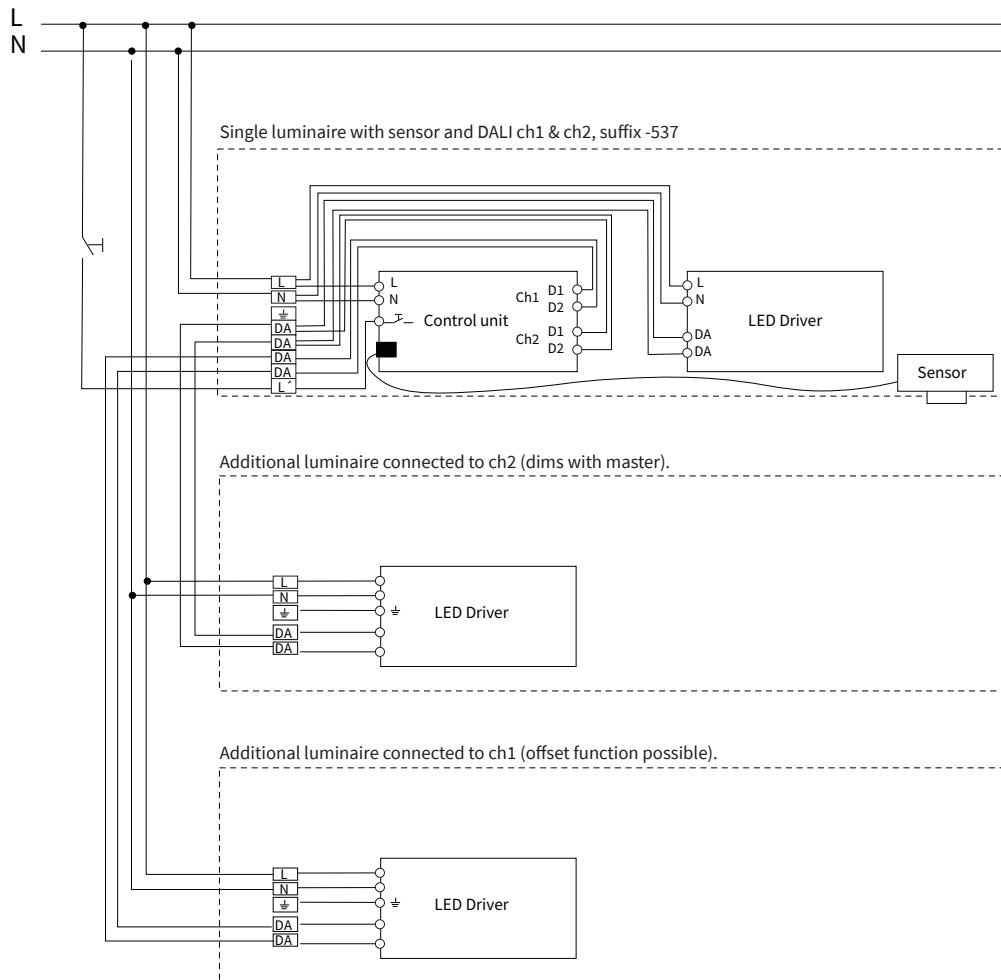 L
N
Single luminaire with sensor and DALI ch1 & ch2, suffix -537
L
N
DA
DA
DA
DA
L´
L
N
Control unit
Ch1
D1
D2
Ch2
D1
D2
L
N
LED Driver
DA
DA
Sensor
Additional luminaire connected to ch2 (dims with master).
L
N
DA
DA
LED Driver
Additional luminaire connected to ch1 (offset function possible).
L
N
DA
DA
LED Driver